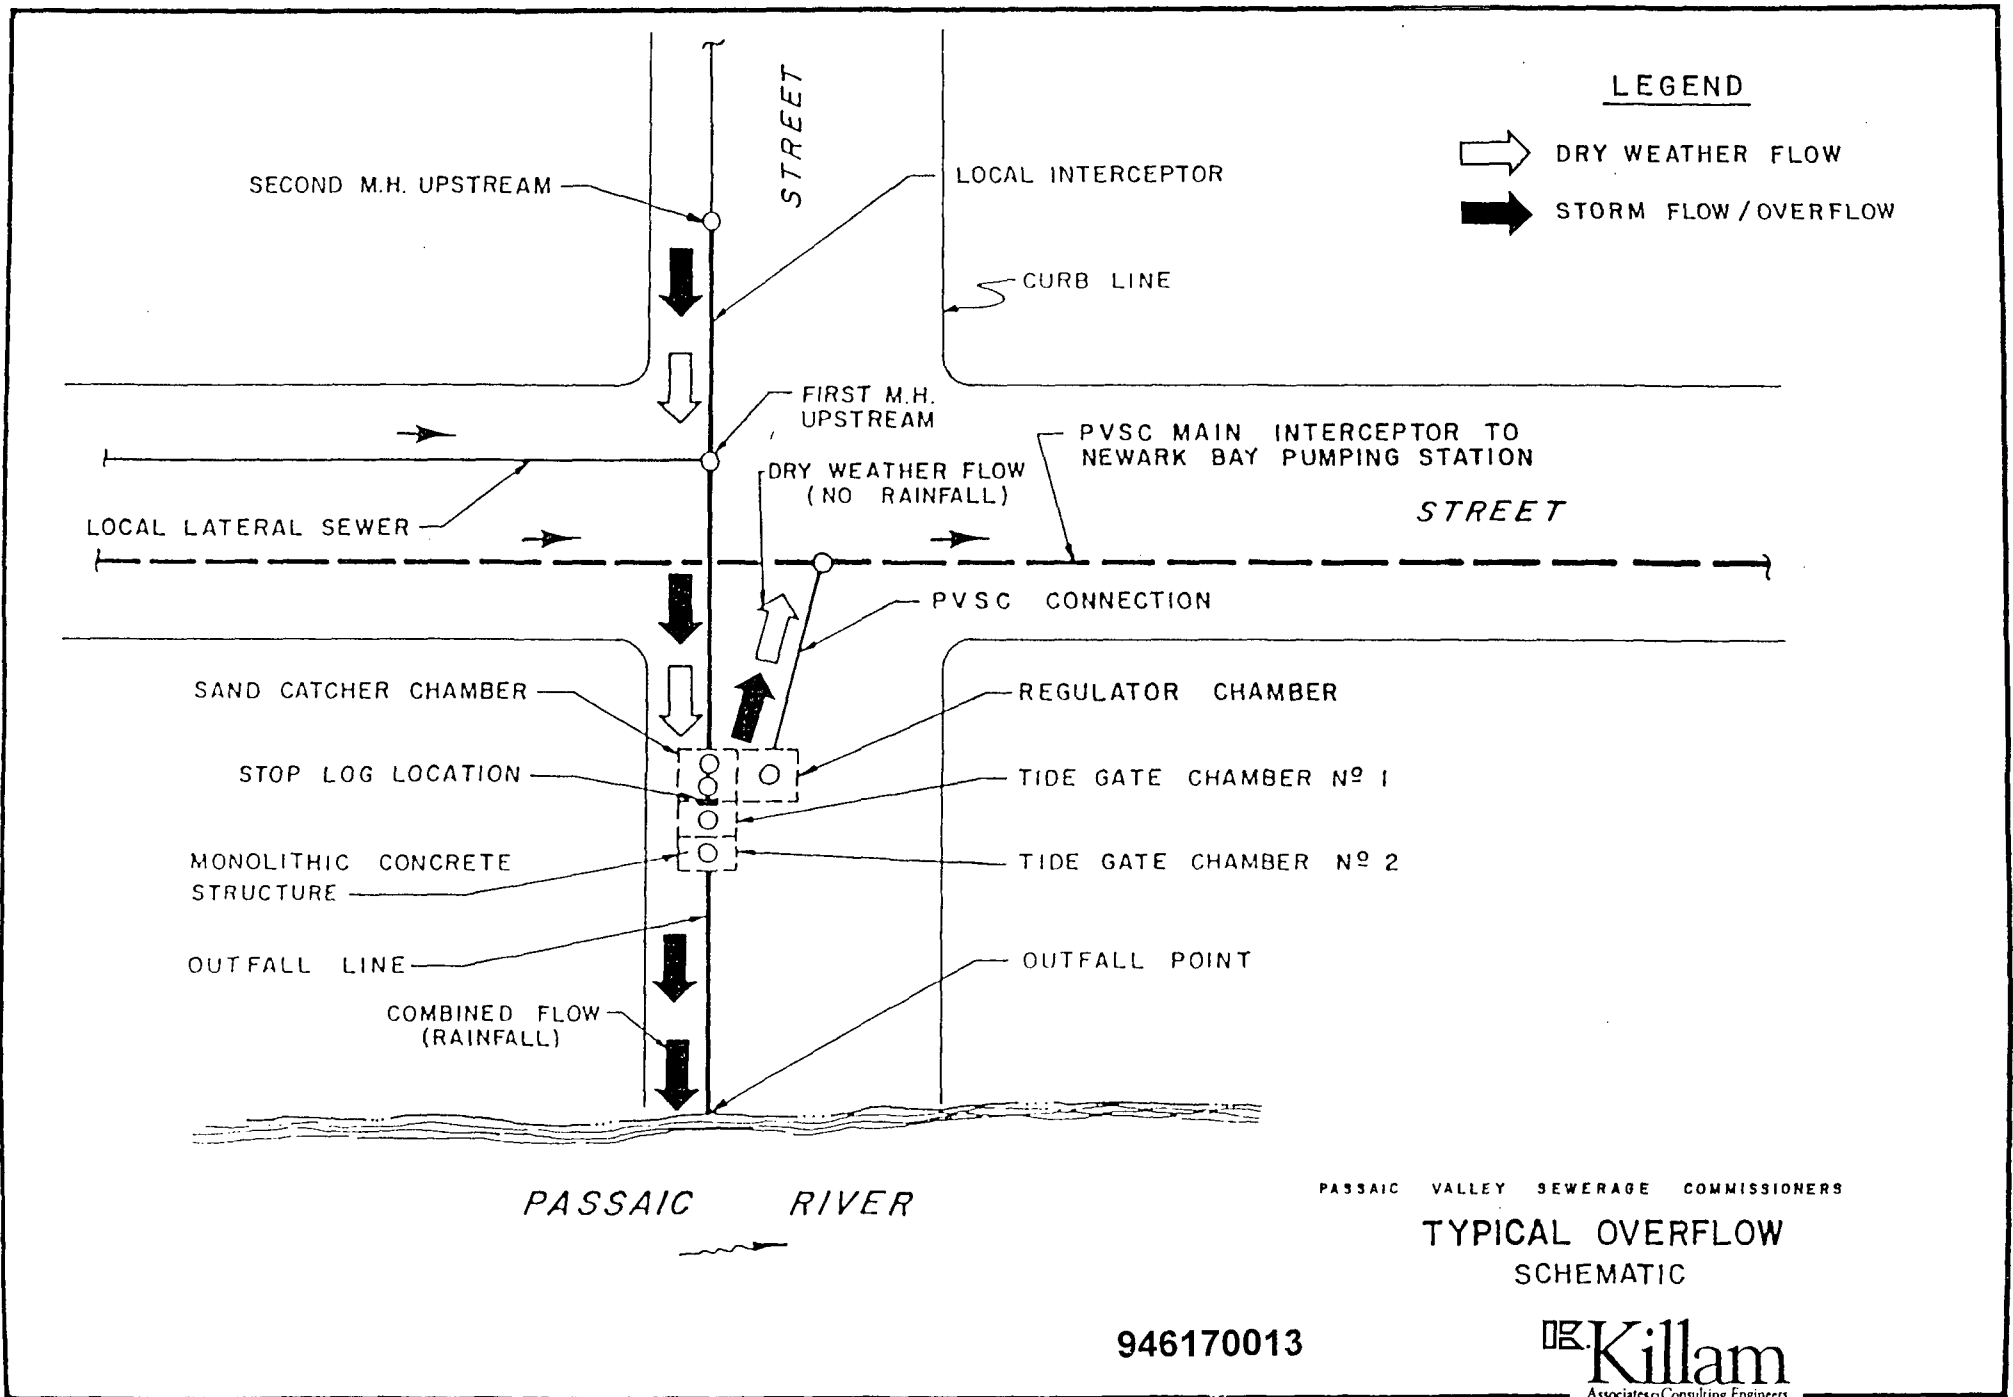 STREET
LEGEND
DRY WEATHER FLOW
STORM FLOW / OVERFLOW
SECOND M.H. UPSTREAM
LOCAL INTERCEPTOR
CURB LINE
FIRST M.H.
UPSTREAM
PVSC MAIN INTERCEPTOR TO
NEWARK BAY PUMPING STATION
DRY WEATHER FLOW
(NO RAINFALL)
STREET
LOCAL LATERAL SEWER
PVSC CONNECTION
SAND CATCHER CHAMBER
REGULATOR CHAMBER
STOP LOG LOCATION
TIDE GATE CHAMBER Nº 1
MONOLITHIC CONCRETE
STRUCTURE
TIDE GATE CHAMBER Nº 2
OUTFALL LINE
OUTFALL POINT
COMBINED FLOW
(RAINFALL)
PASSAIC RIVER
PASSAIC VALLEY SEWERAGE COMMISSIONERS
TYPICAL OVERFLOW
SCHEMATIC
946170013
Killam
Associates Consulting Engineers